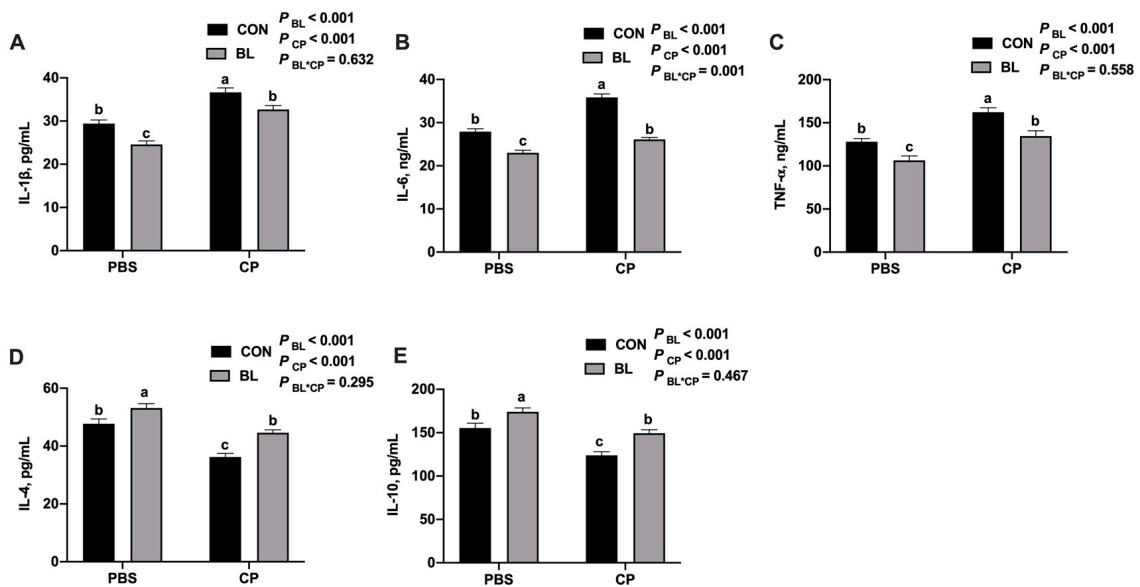 A
CON
BL
P BL < 0.001
P CP < 0.001
P BL*CP = 0.632
IL-1β, pg/mL
40
30
20
10
0
b
c
a
b
PBS
CP
B
CON
BL
P BL < 0.001
P CP < 0.001
P BL*CP = 0.001
IL-6, ng/mL
40
30
20
10
0
b
c
a
b
PBS
CP
C
CON
BL
P BL < 0.001
P CP < 0.001
P BL*CP = 0.558
TNF-α, ng/mL
200
150
100
50
0
b
c
a
b
PBS
CP
D
CON
BL
P BL < 0.001
P CP < 0.001
P BL*CP = 0.295
IL-4, pg/mL
60
40
20
0
b
a
c
b
PBS
CP
E
CON
BL
P BL < 0.001
P CP < 0.001
P BL*CP = 0.467
IL-10, pg/mL
200
150
100
50
0
b
a
c
b
PBS
CP